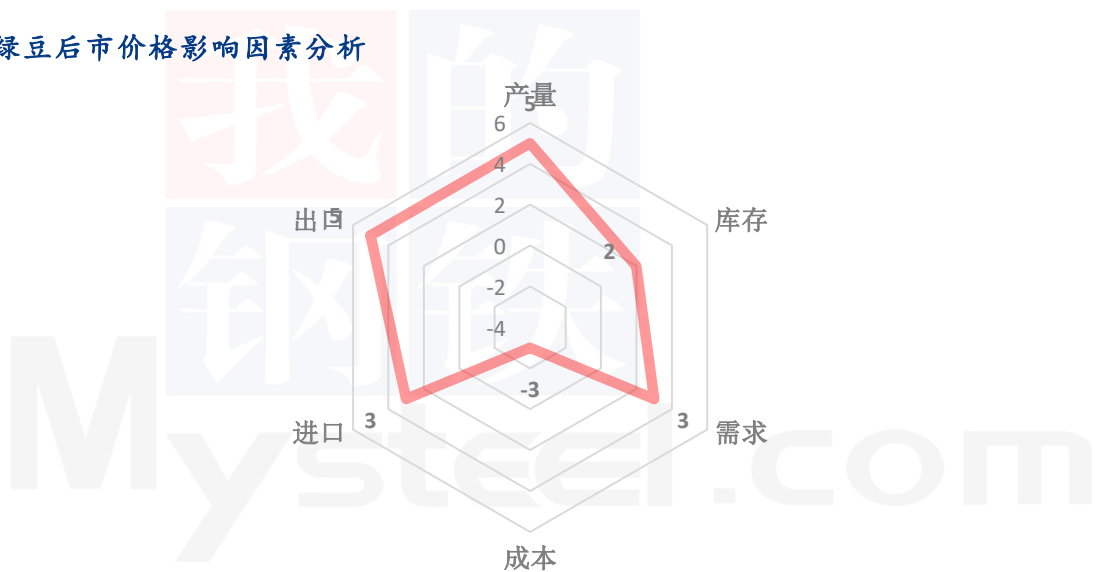 绿豆后市价格影响因素分析
产量
5
6
4
2
0
-2
-4
出口
5
库存
2
进口
3
需求
3
-3
成本
我的
钢铁
Mysteel.com